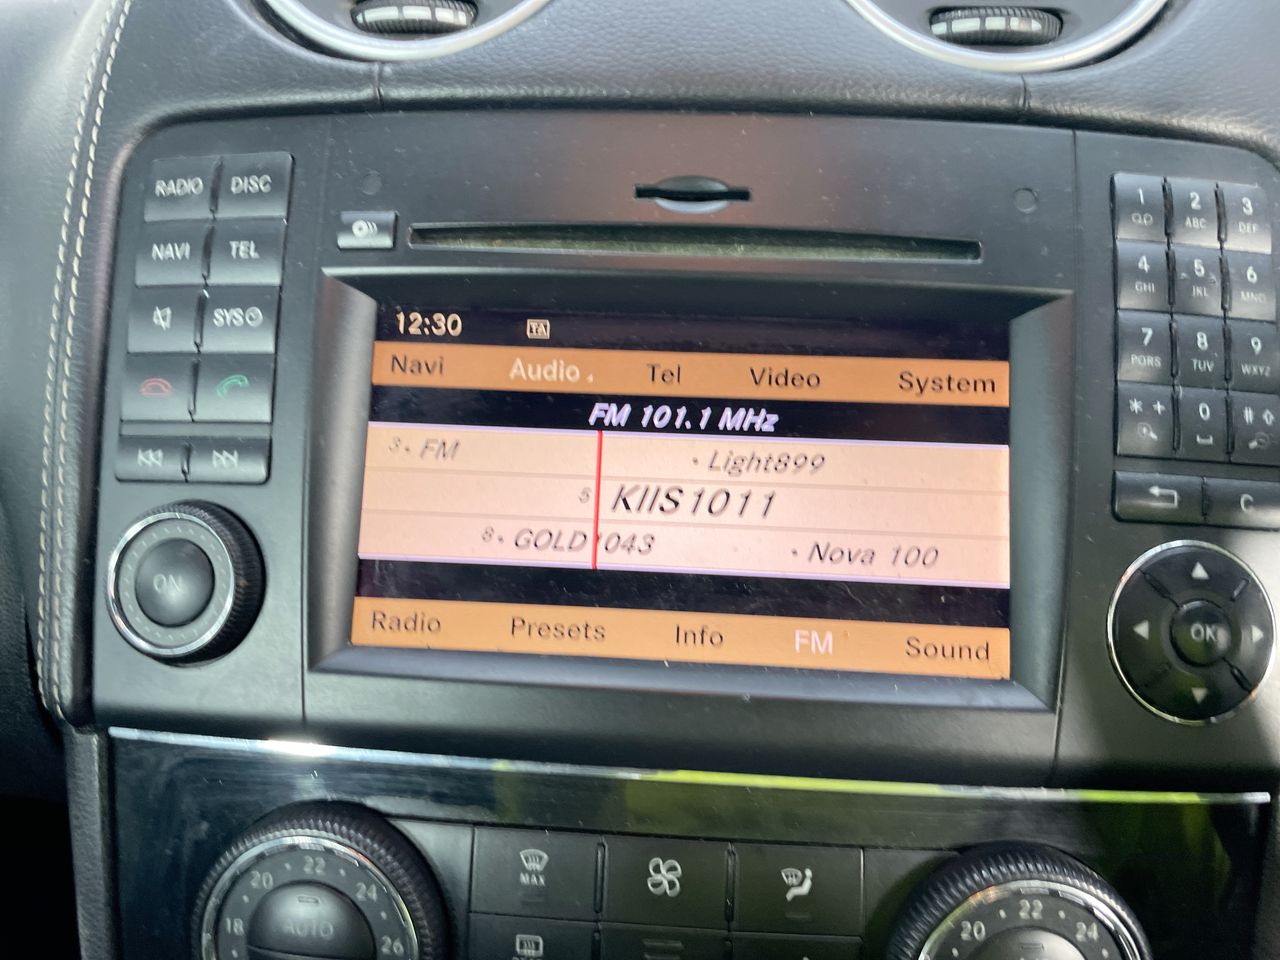 RADIO DISC
NAVI TEL
SYS
ON
12:30 TA
Navi Audio Tel Video System
FM 101.1 MHz
3 FM Light899
5 KIIS1011
8 GOLD1043 Nova 100
Radio Presets Info FM Sound
1 2 3
ABC DEF
4 5 6
GHI JKL MNO
7 8 9
PQRS TUV WXYZ
* + 0 #
C
OK
MAX
18 20 22 24 26
AUTO
20 22 24